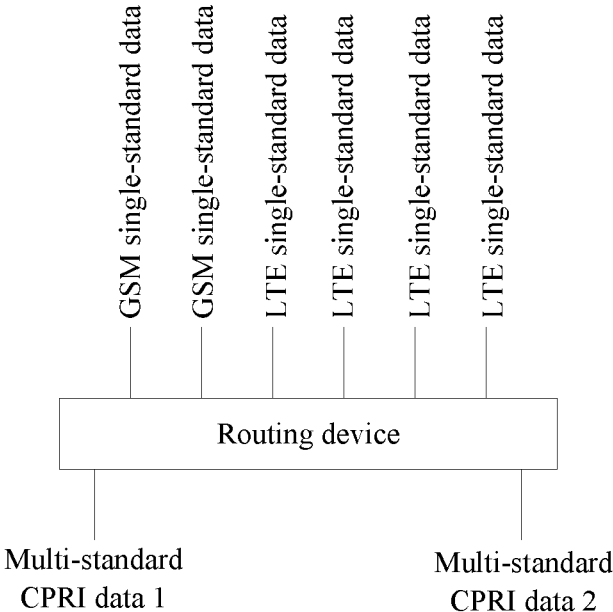 GSM single-standard data
GSM single-standard data
LTE single-standard data
LTE single-standard data
LTE single-standard data
LTE single-standard data
Routing device
Multi-standard
CPRI data 1
Multi-standard
CPRI data 2